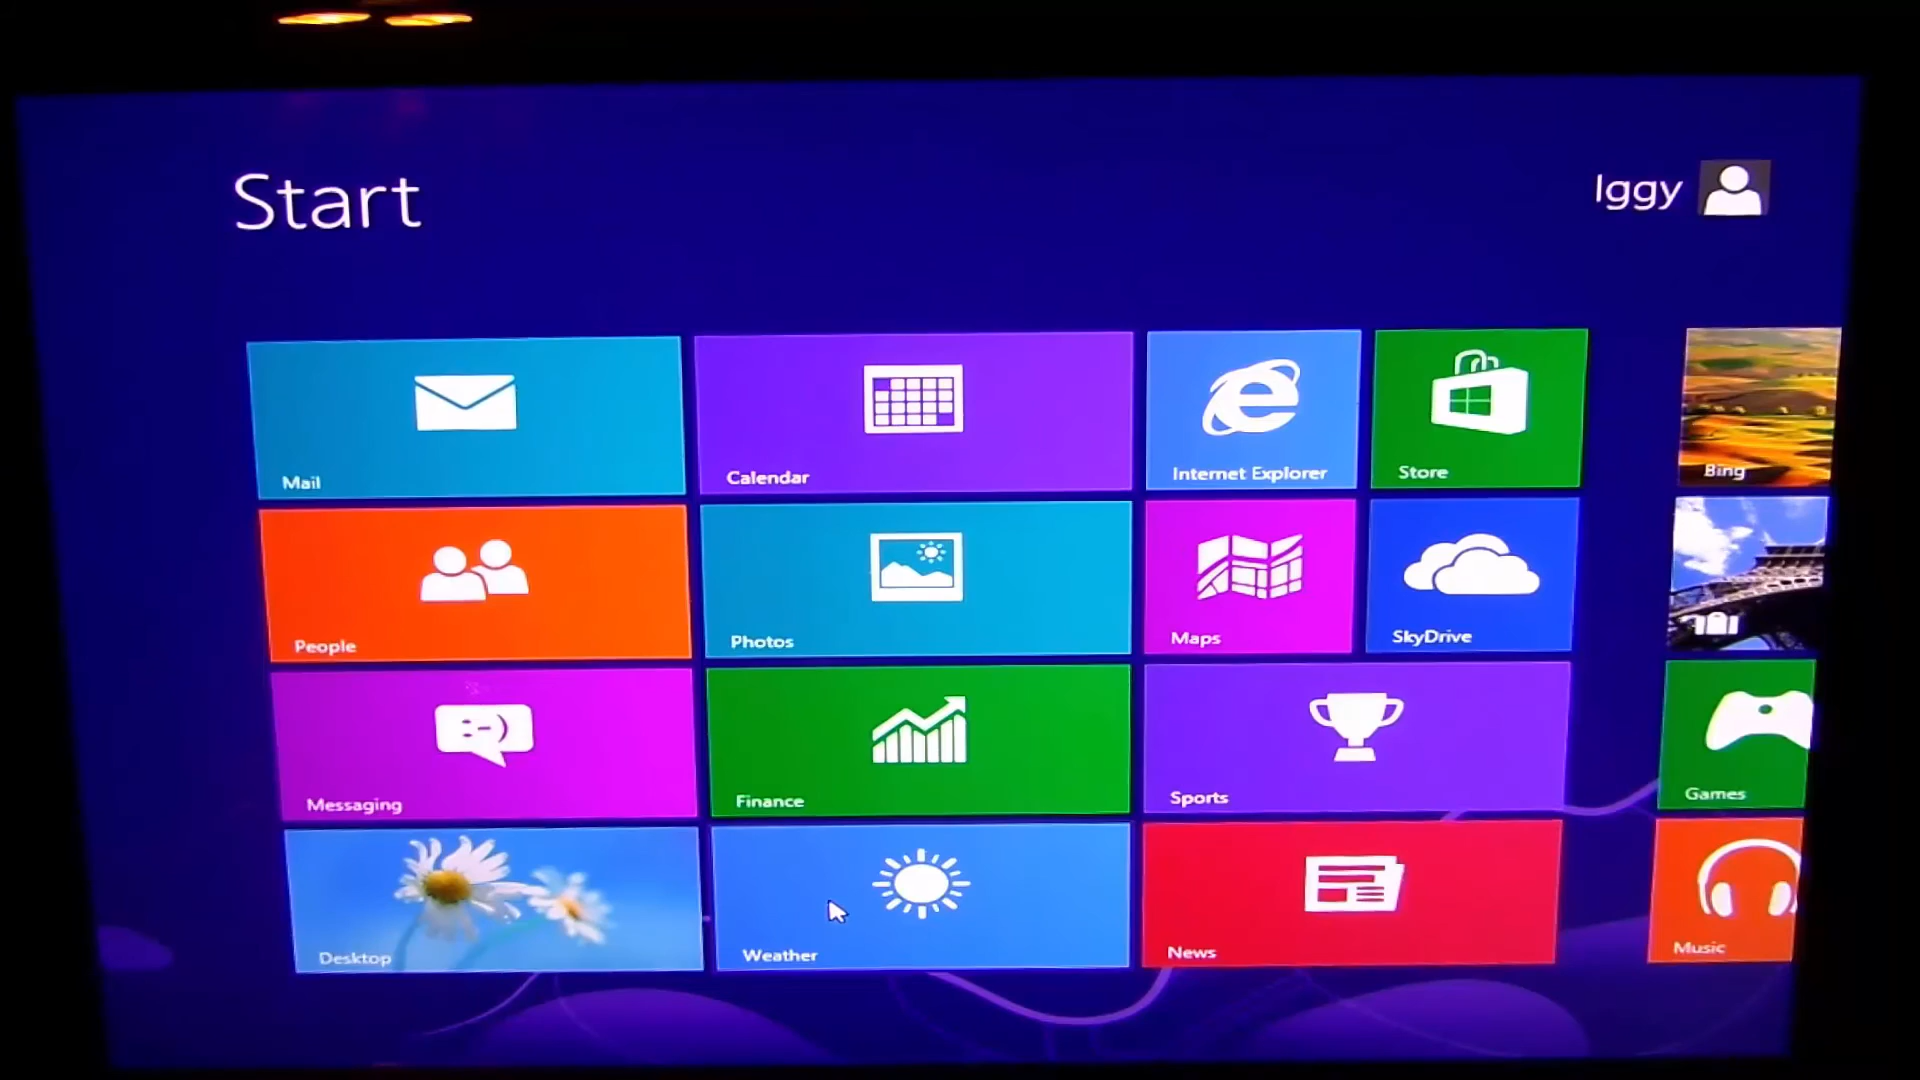 Start
Iggy
Mail
Calendar
Internet Explorer
Store
Bing
People
Photos
Maps
SkyDrive
Messaging
:-)
Finance
Sports
Games
Desktop
Weather
News
Music